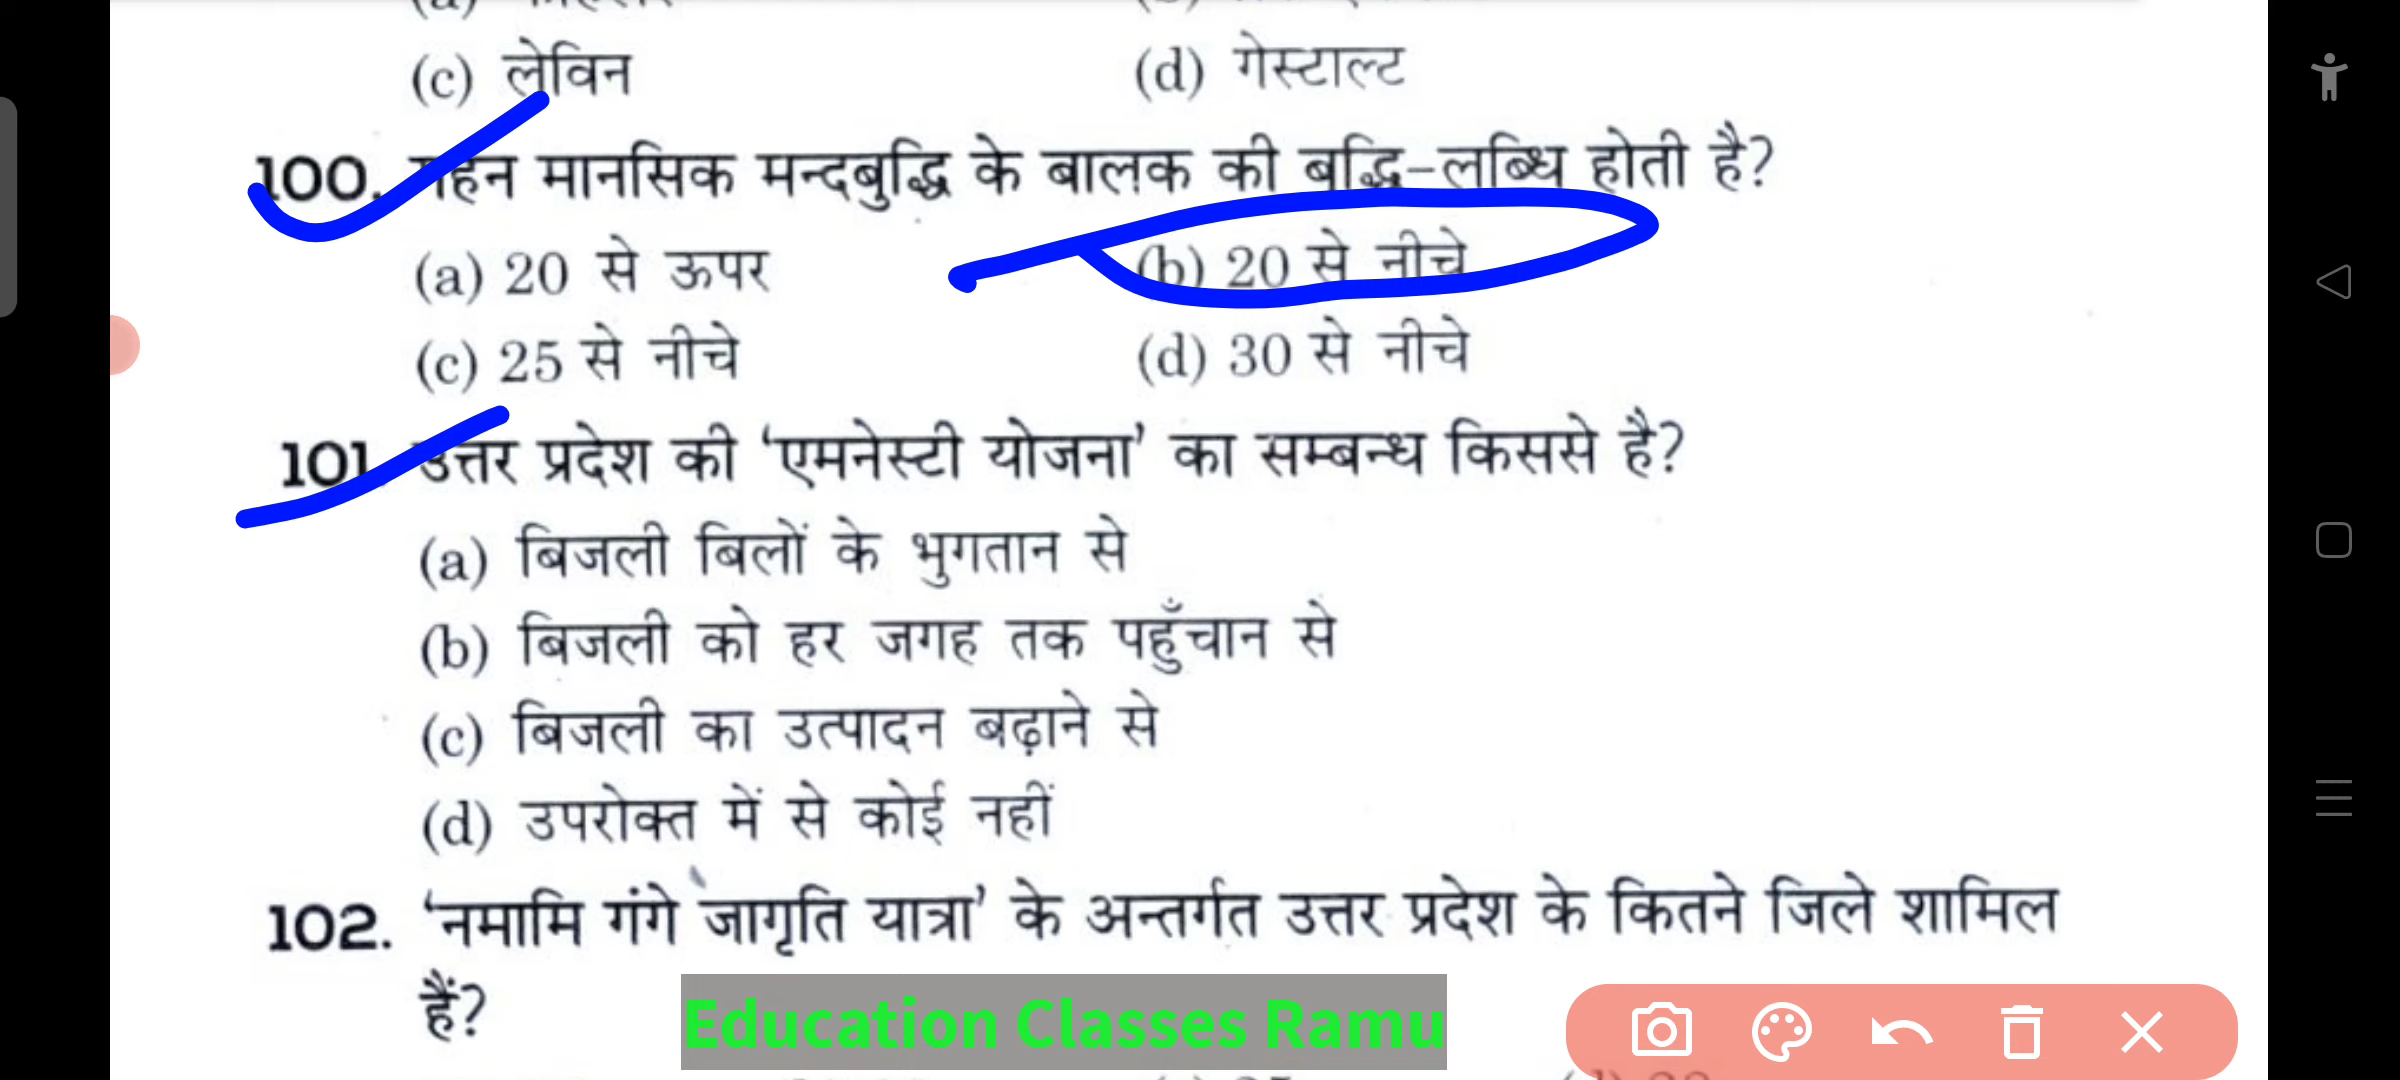 (c) लेविन (d) गेस्टाल्ट
100. गहन मानसिक मन्दबुद्धि के बालक की बुद्धि-लब्धि होती है?
(a) 20 से ऊपर (b) 20 से नीचे
(c) 25 से नीचे (d) 30 से नीचे
101. उत्तर प्रदेश की ‘एमनेस्टी योजना’ का सम्बन्ध किससे है?
(a) बिजली बिलों के भुगतान से
(b) बिजली को हर जगह तक पहुँचान से
(c) बिजली का उत्पादन बढ़ाने से
(d) उपरोक्त में से कोई नहीं
102. ‘नमामि गंगे जागृति यात्रा’ के अन्तर्गत उत्तर प्रदेश के कितने जिले शामिल
हैं?
Education Classes Ramu